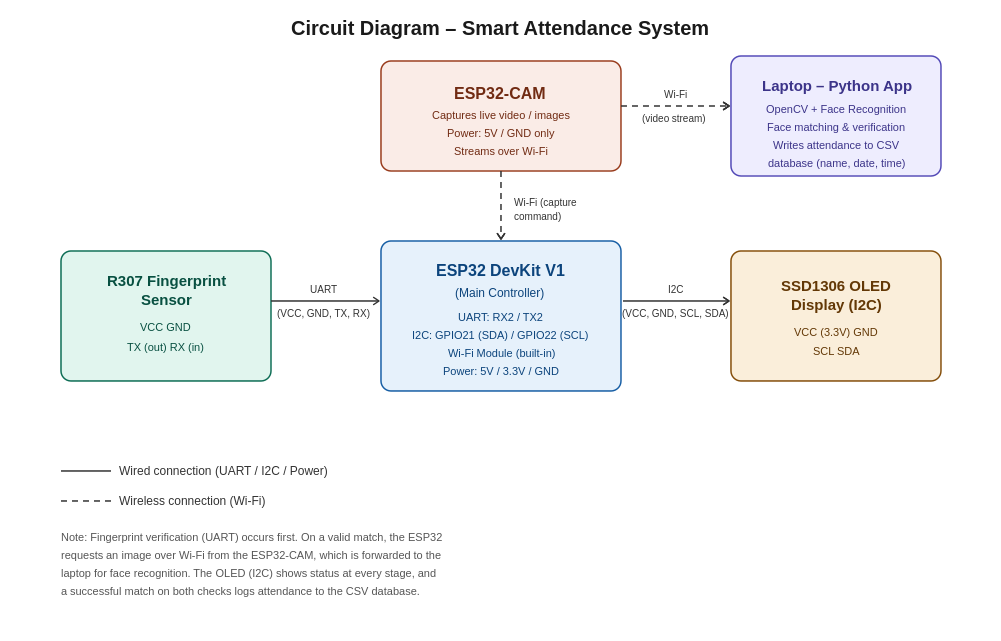 Circuit Diagram – Smart Attendance System
ESP32-CAM
Captures live video / images
Power: 5V / GND only
Streams over Wi-Fi
Wi-Fi
(video stream)
Laptop – Python App
OpenCV + Face Recognition
Face matching & verification
Writes attendance to CSV
database (name, date, time)
Wi-Fi (capture
command)
R307 Fingerprint
Sensor
VCC GND
TX (out) RX (in)
UART
(VCC, GND, TX, RX)
ESP32 DevKit V1
(Main Controller)
UART: RX2 / TX2
I2C: GPIO21 (SDA) / GPIO22 (SCL)
Wi-Fi Module (built-in)
Power: 5V / 3.3V / GND
I2C
(VCC, GND, SCL, SDA)
SSD1306 OLED
Display (I2C)
VCC (3.3V) GND
SCL SDA
Wired connection (UART / I2C / Power)
Wireless connection (Wi-Fi)
Note: Fingerprint verification (UART) occurs first. On a valid match, the ESP32
requests an image over Wi-Fi from the ESP32-CAM, which is forwarded to the
laptop for face recognition. The OLED (I2C) shows status at every stage, and
a successful match on both checks logs attendance to the CSV database.